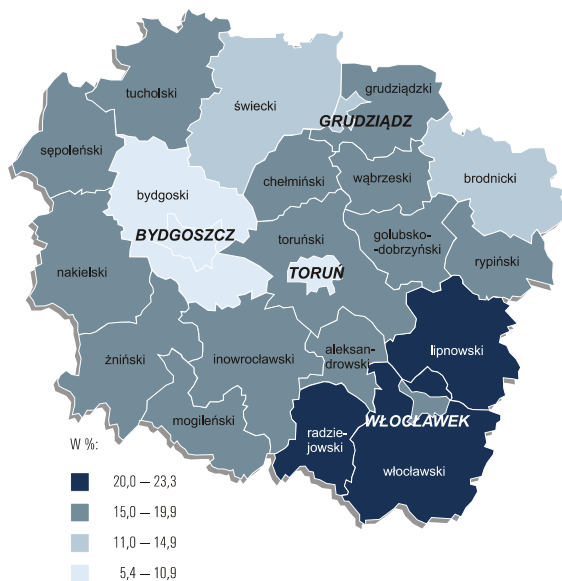 tucholski
grudziądzki
świecki
GRUDZIĄDZ
sępoleński
chełmiński
wąbrzeski
brodnicki
bydgoski
BYDGOSZCZ
toruński
golubsko-
-dobrzyński
rypiński
nakielski
TORUŃ
żniński
inowrocławski
aleksan-
drowski
lipnowski
mogileński
radzie-
jowski
WŁOCŁAWEK
włocławski
W %:
20,0 — 23,3
15,0 — 19,9
11,0 — 14,9
5,4 — 10,9